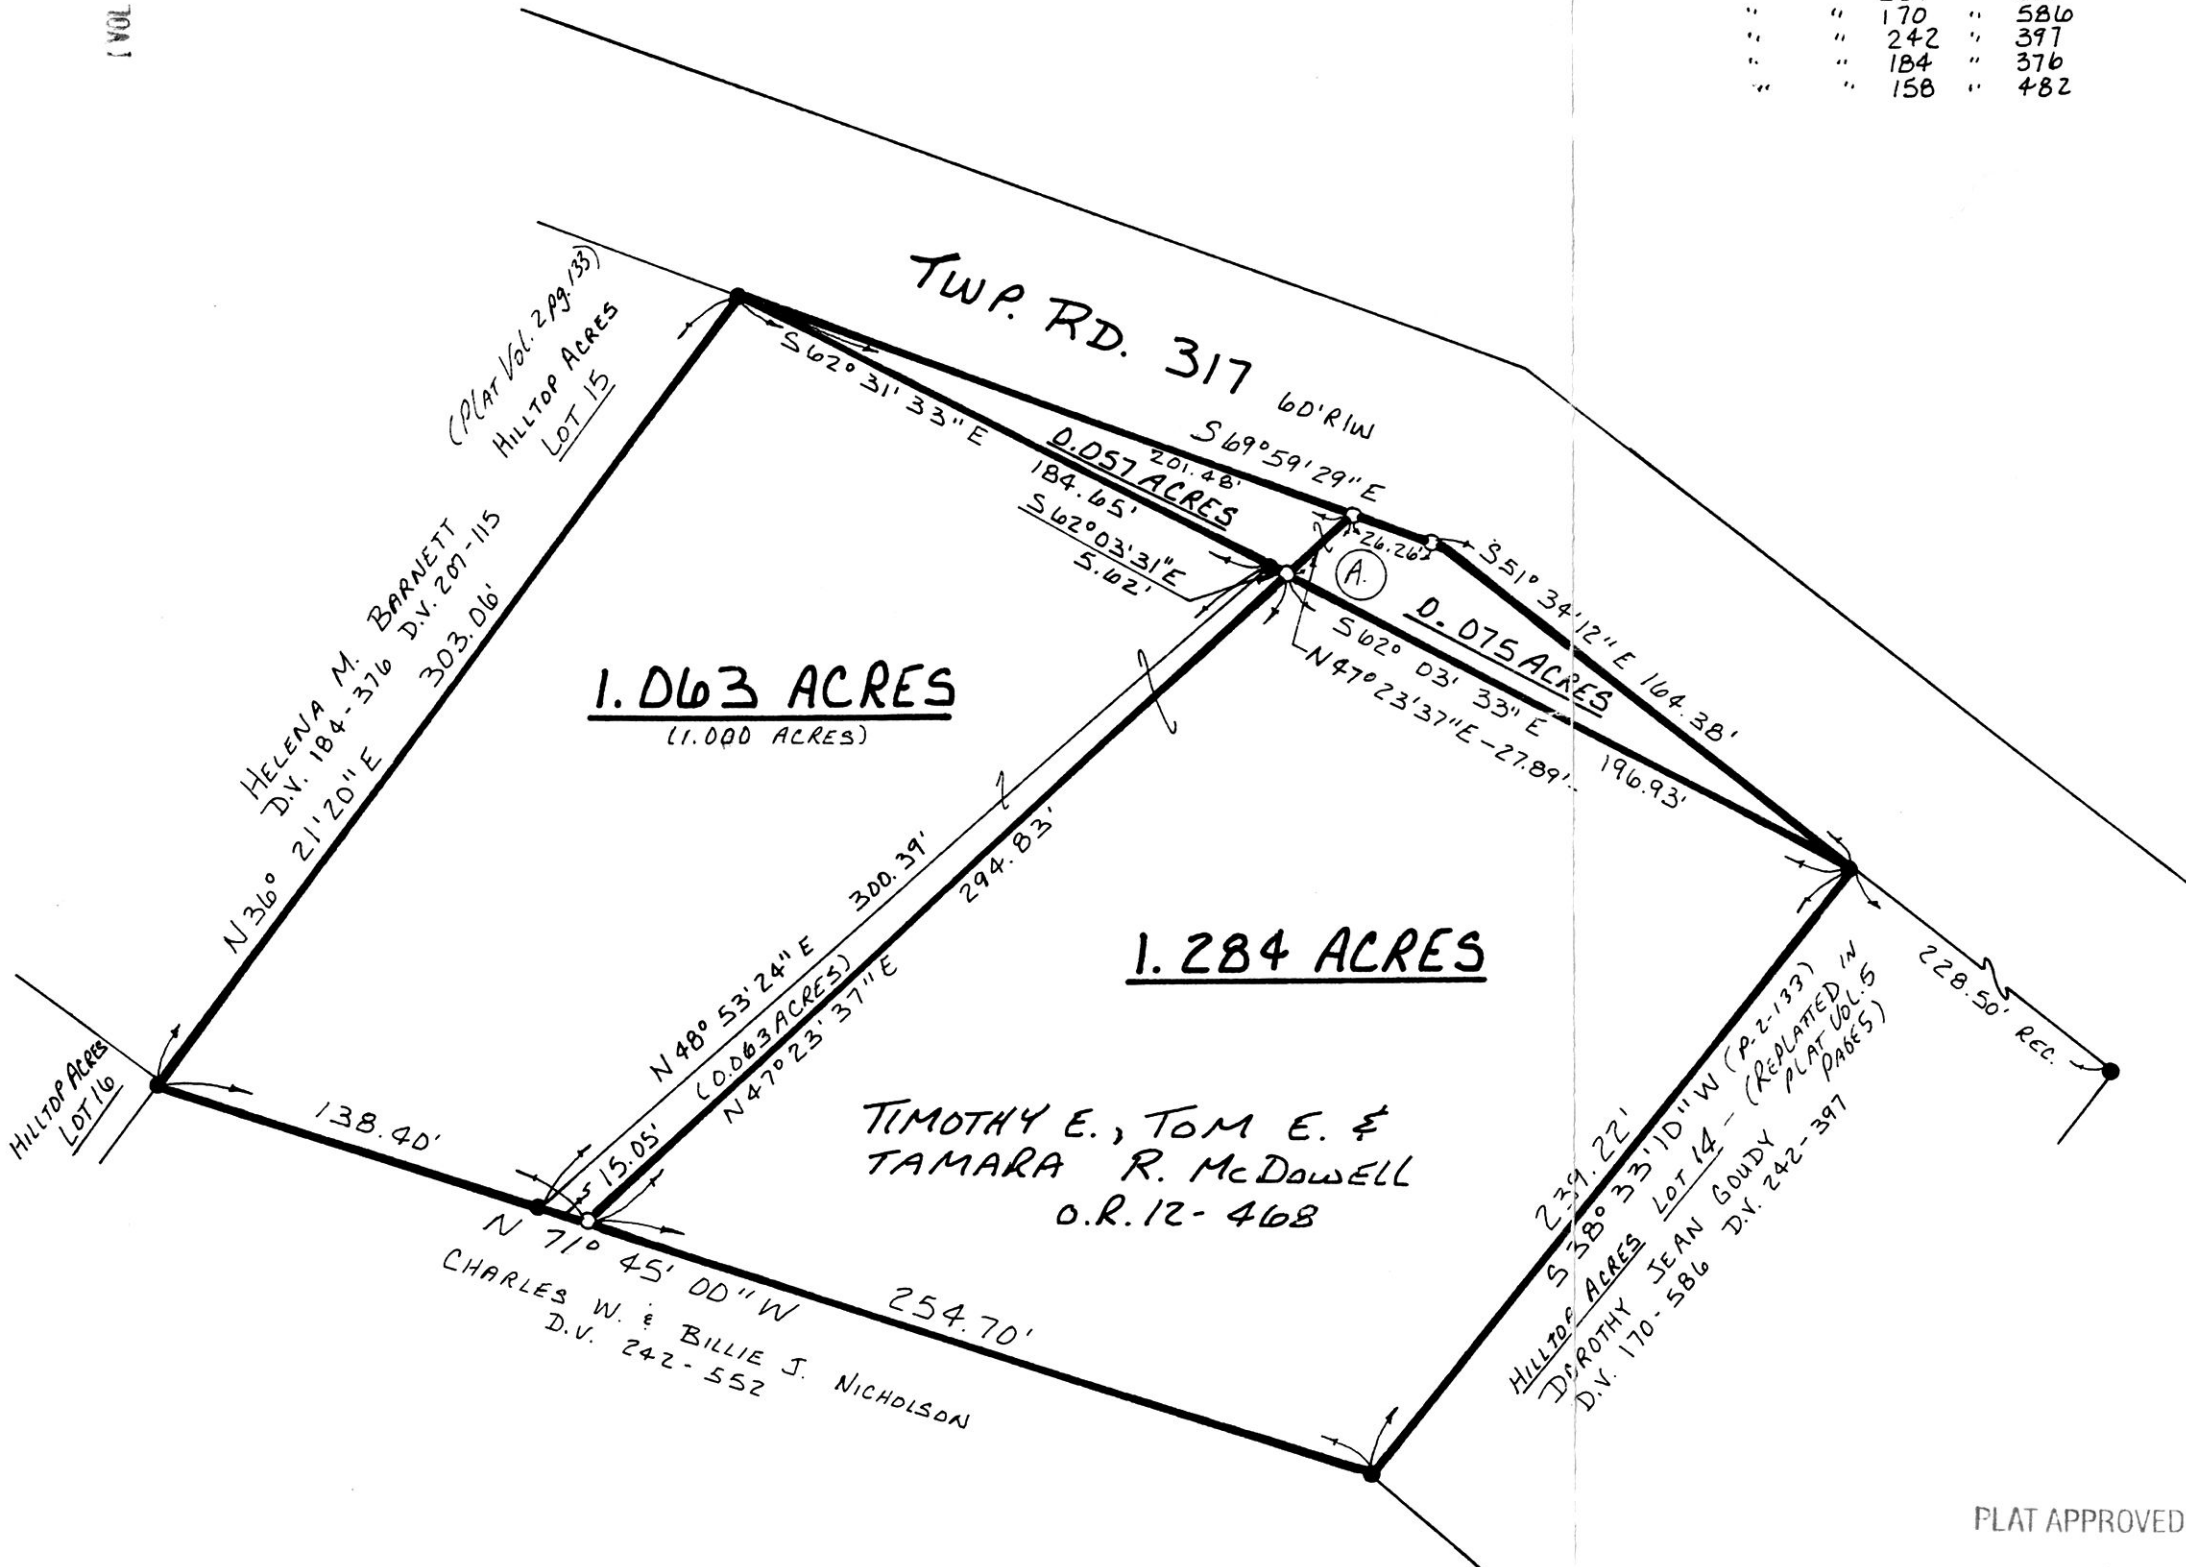 VOL
" " 170 " 586
" " 242 " 397
" " 184 " 376
" " 158 " 482
TWP. RD. 317 60' R/W
(PLAT Vol. 2 Pg. 133)
HILLTOP ACRES
LOT 15
S 62° 31' 33" E
184.65'
S 69° 59' 29" E
201.48'
0.057 ACRES
S 62° 03' 31" E
5.62'
26.26'
A.
S 51° 34' 12" E 164.38'
0.075 ACRES
S 62° 03' 33" E 196.93'
N 47° 23' 37" E - 27.89'
HELENA M. BARNETT
D.V. 184-376 D.V. 207-115
N 36° 21' 20" E 303.06'
1.063 ACRES
(1.000 ACRES)
N 48° 53' 24" E 300.39'
(0.063 ACRES)
N 47° 23' 37" E
294.83'
1.284 ACRES
228.50' REC.
HILLTOP ACRES
LOT 16
138.40'
15.05'
TIMOTHY E., TOM E. &
TAMARA R. McDOWELL
O.R. 12-468
239.22'
S 38° 33' 10" W (P-2-133)
HILLTOP ACRES LOT 14 - (REPLATTED IN
PLAT VOL. 5
PAGE 5)
DOROTHY JEAN GOUDY
D.V. 170-586 D.V. 242-397
N 71° 45' 00" W
254.70'
CHARLES W. & BILLIE J. NICHOLSON
D.V. 242-552
PLAT APPROVED